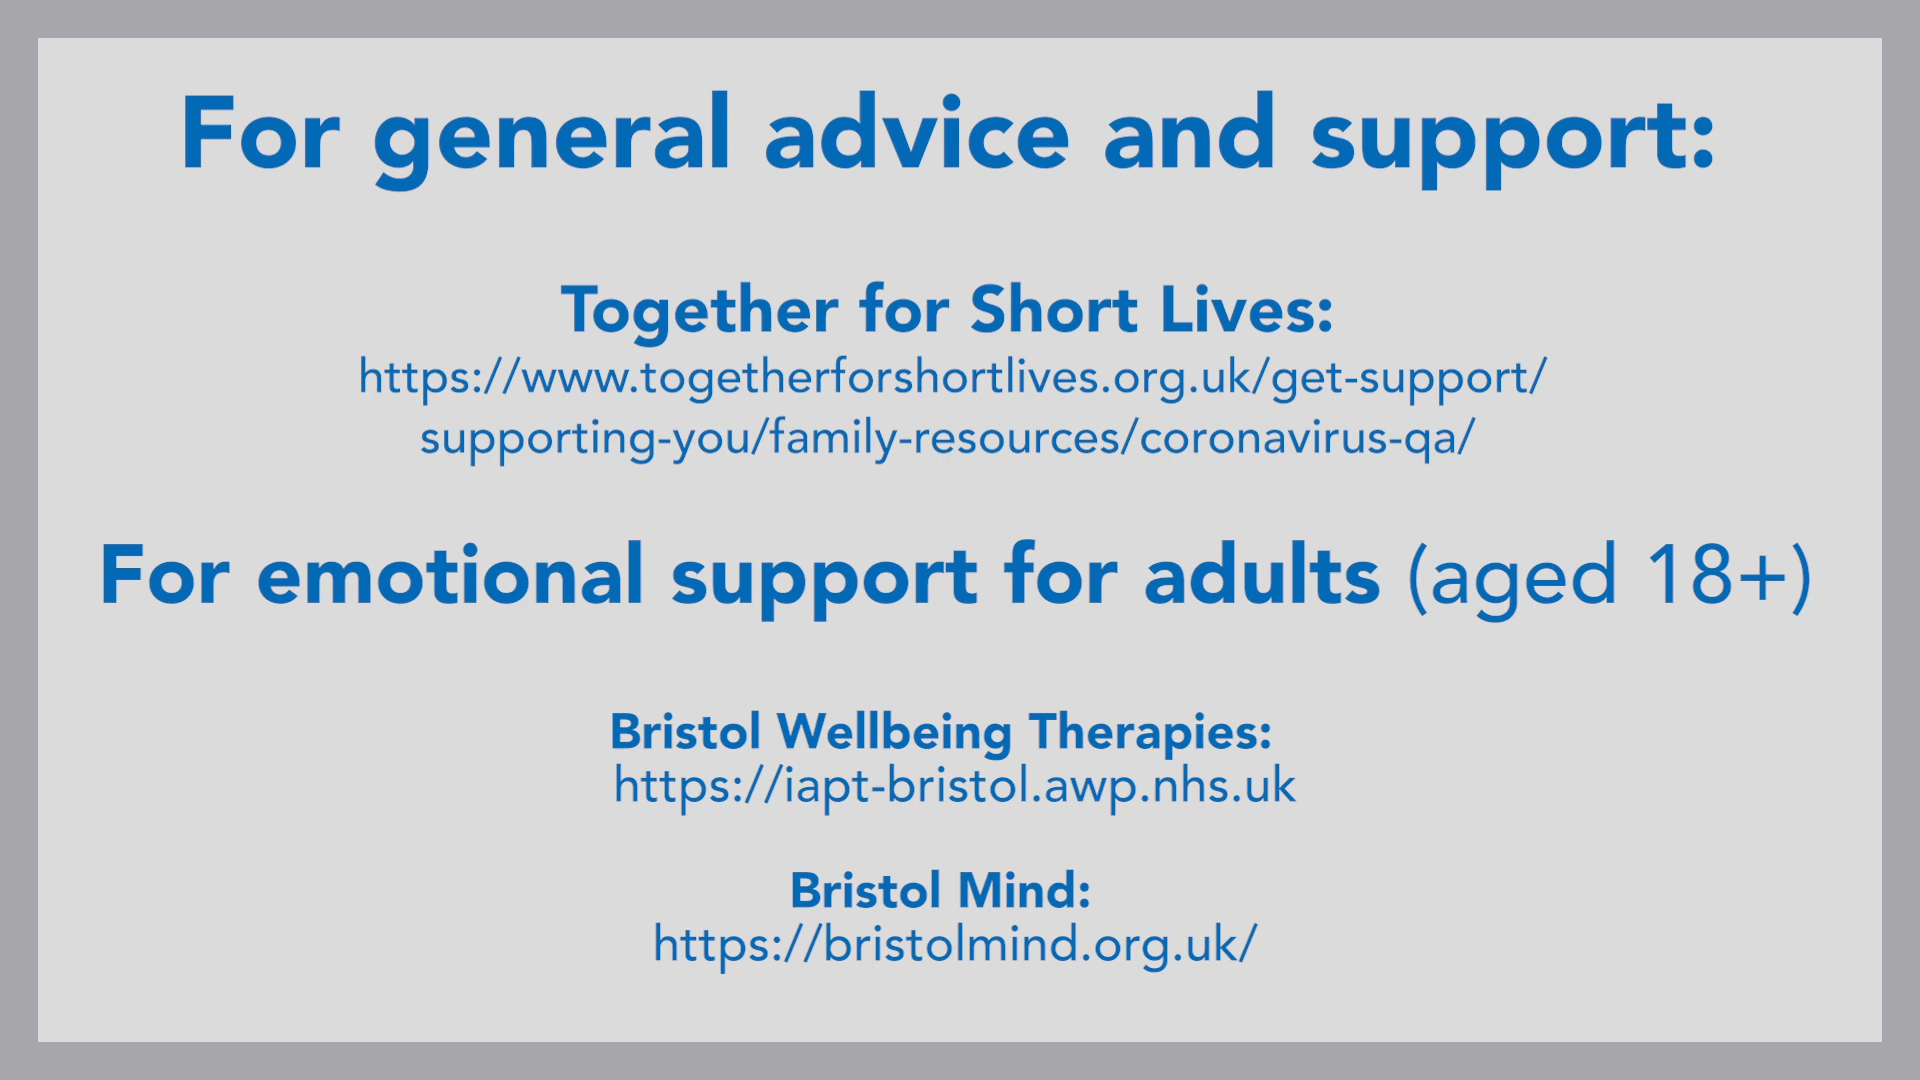 For general advice and support:
Together for Short Lives:
https://www.togetherforshortlives.org.uk/get-support/
supporting-you/family-resources/coronavirus-qa/
For emotional support for adults (aged 18+)
Bristol Wellbeing Therapies:
https://iapt-bristol.awp.nhs.uk
Bristol Mind:
https://bristolmind.org.uk/